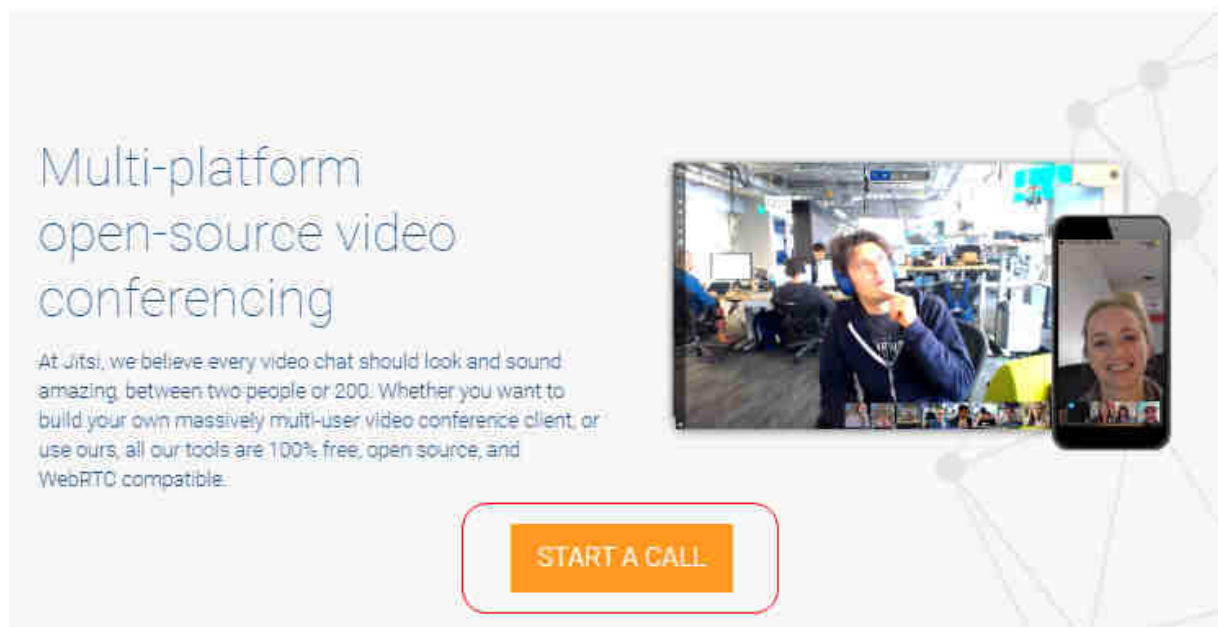 Multi-platform
open-source video
conferencing
At Jitsi, we believe every video chat should look and sound
amazing, between two people or 200. Whether you want to
build your own massively multi-user video conference client, or
use ours, all our tools are 100% free, open source, and
WebRTC compatible.
START A CALL